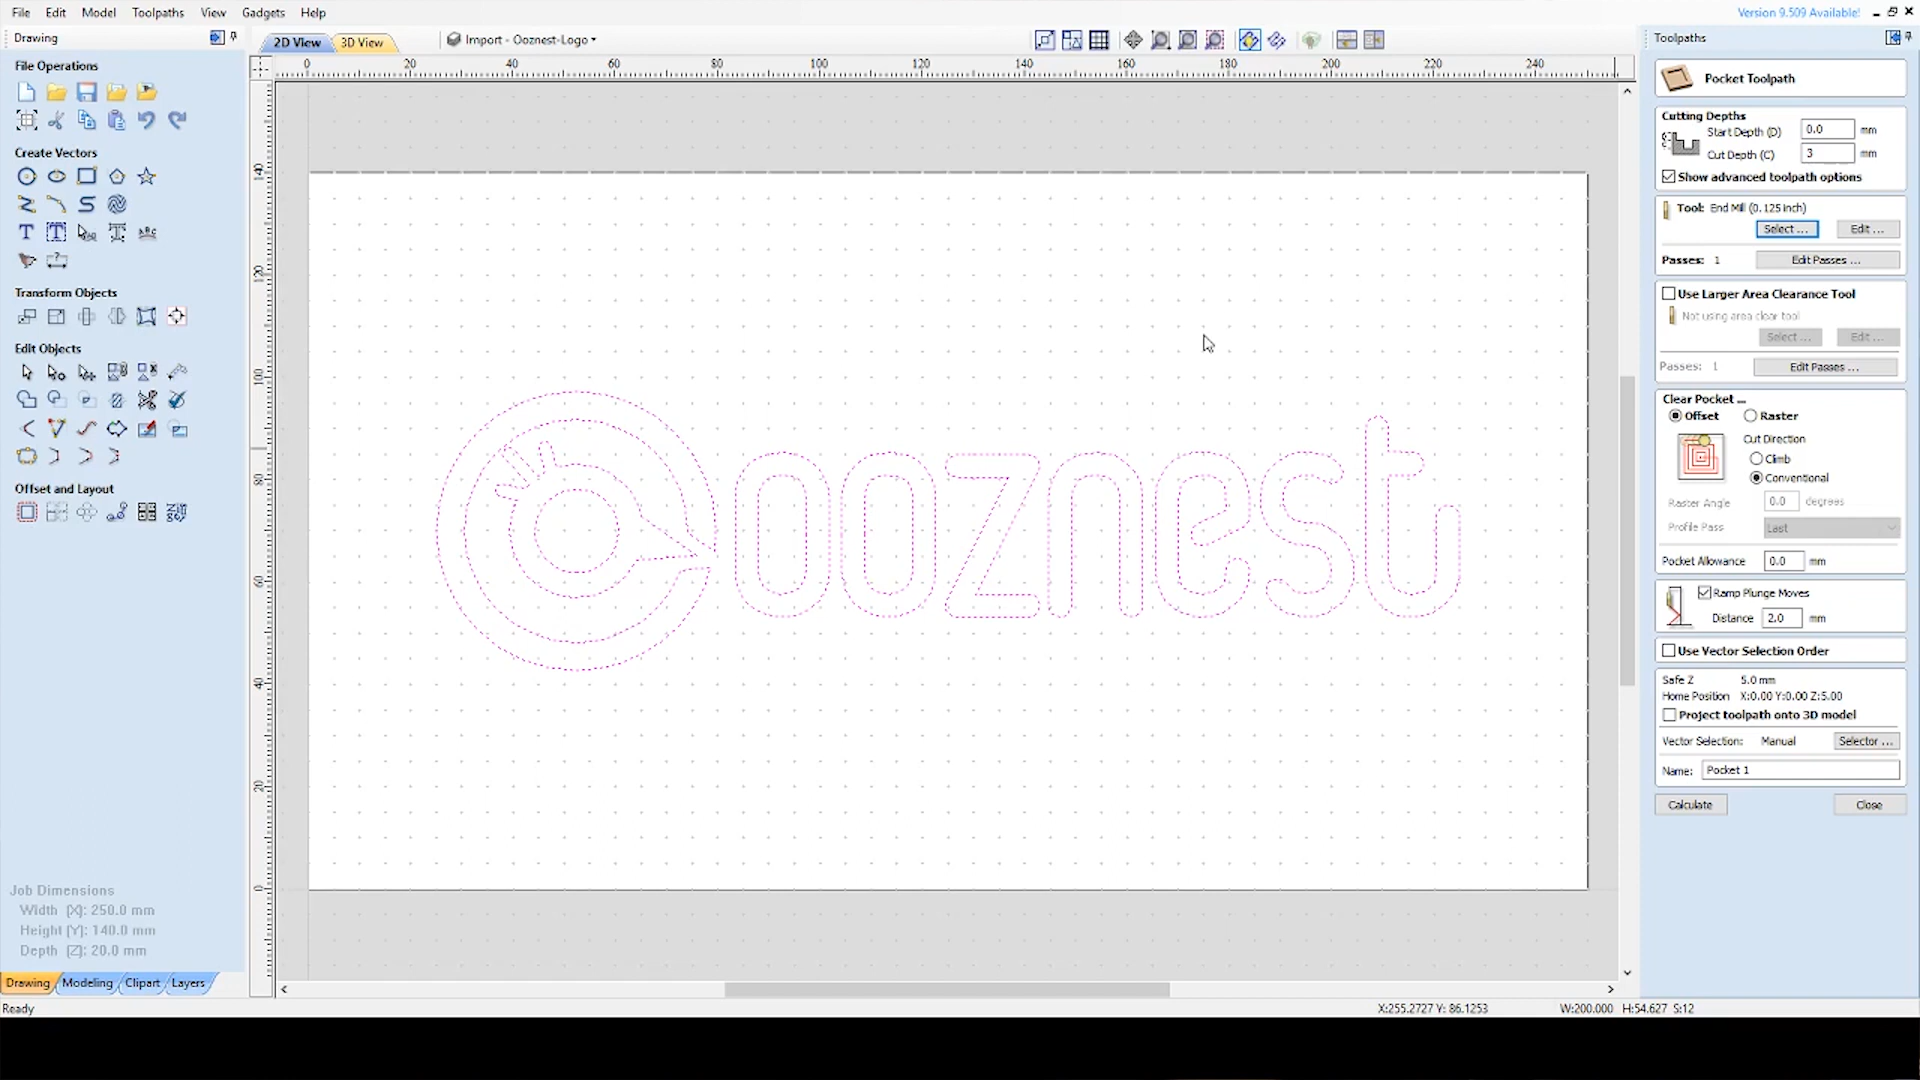 File Edit Model Toolpaths View Gadgets Help
Version 9.509 Available!
Drawing
2D View 3D View Import - Ooznest-Logo
Toolpaths
File Operations
Create Vectors
Transform Objects
Edit Objects
Offset and Layout
0 20 40 60 80 100 120 140 160 180 200 220 240
140
120
100
80
60
40
20
0
ooznest
Job Dimensions
Width (X): 250.0 mm
Height (Y): 140.0 mm
Depth (Z): 20.0 mm
Drawing Modeling Clipart Layers
Pocket Toolpath
Cutting Depths
Start Depth (D) 0.0 mm
Cut Depth (C) 3 mm
Show advanced toolpath options
Tool: End Mill (0.125 inch)
Select ... Edit ...
Passes: 1 Edit Passes ...
Use Larger Area Clearance Tool
Not using area clear tool
Select ... Edit ...
Passes: 1 Edit Passes ...
Clear Pocket ...
Offset Raster
Cut Direction
Climb
Conventional
Raster Angle 0.0 degrees
Profile Pass Last
Pocket Allowance 0.0 mm
Ramp Plunge Moves
Distance 2.0 mm
Use Vector Selection Order
Safe Z 5.0 mm
Home Position X:0.00 Y:0.00 Z:5.00
Project toolpath onto 3D model
Vector Selection: Manual Selector ...
Name: Pocket 1
Calculate Close
Ready
X:255.2727 Y: 86.1253 W:200.000 H:54.627 S:12